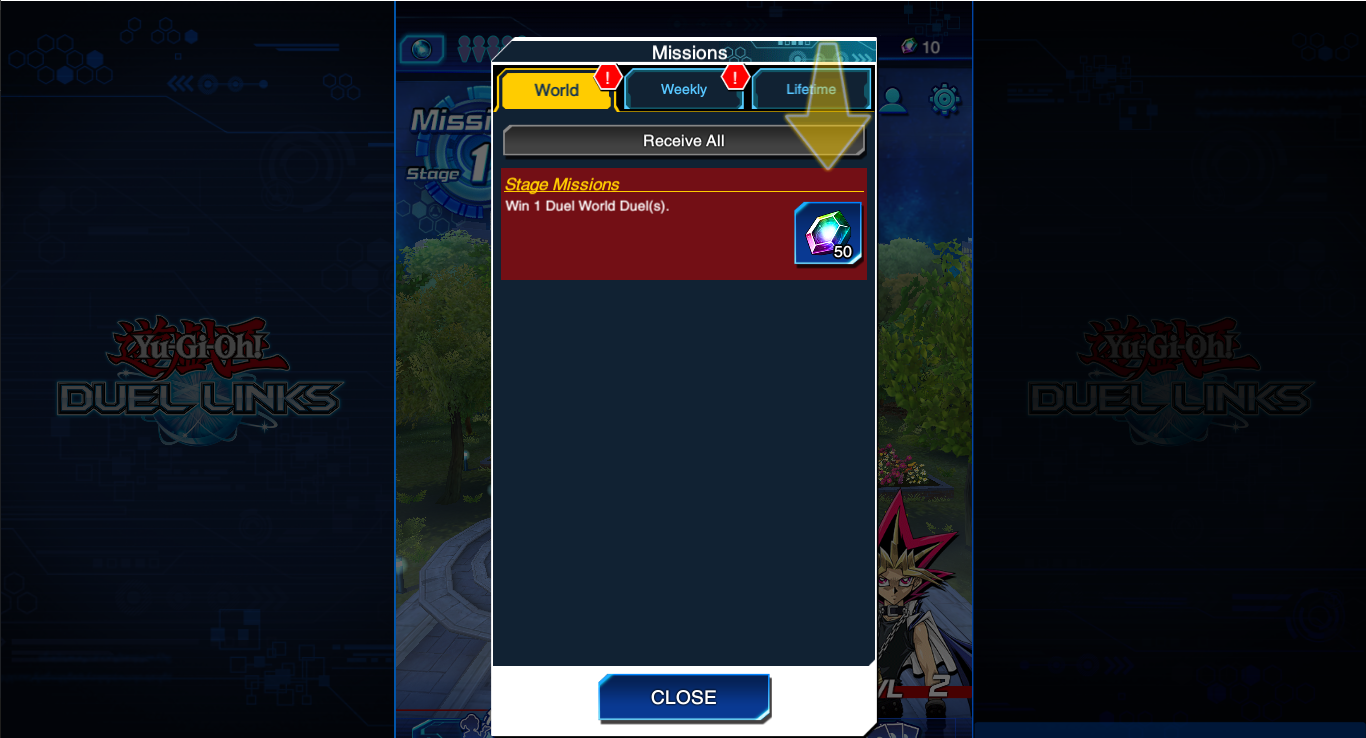 10
Missions
World
!
Weekly
!
Lifetime
Missi
Receive All
Stage 1
Stage Missions
Win 1 Duel World Duel(s).
50
遊戯王
Yu-Gi-Oh!
DUEL LINKS
遊戯王
Yu-Gi-Oh!
DUEL LINKS
VL 2
CLOSE